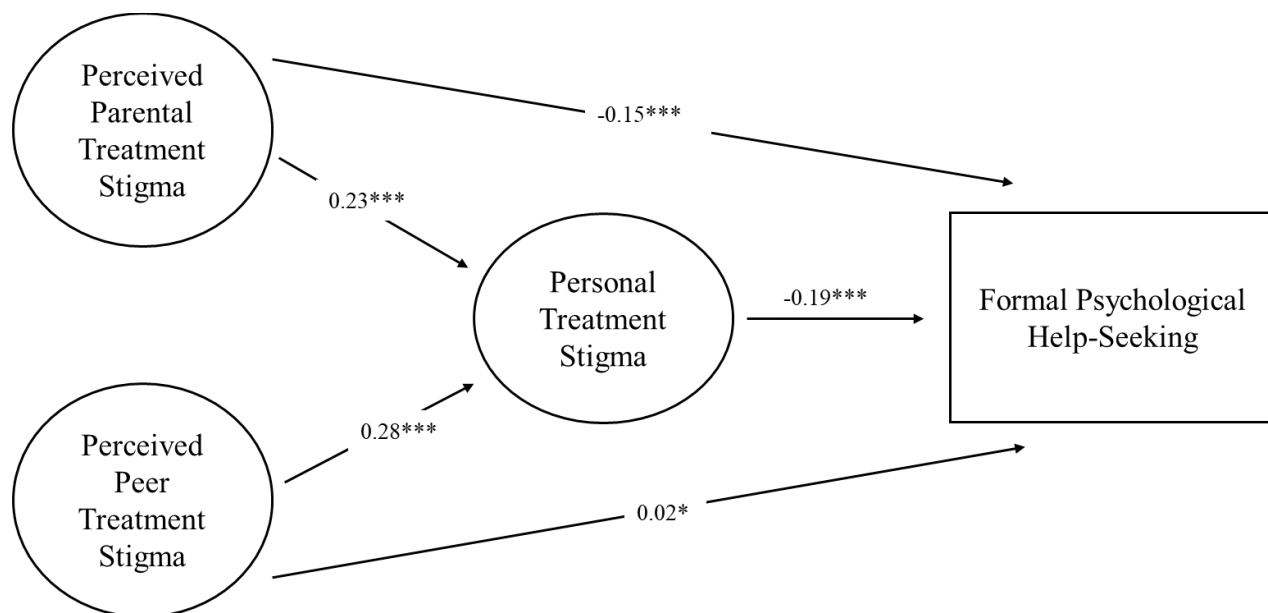 Perceived
Parental
Treatment
Stigma
-0.15***
0.23***
Personal
Treatment
Stigma
-0.19***
Formal Psychological
Help-Seeking
0.28***
Perceived
Peer
Treatment
Stigma
0.02*